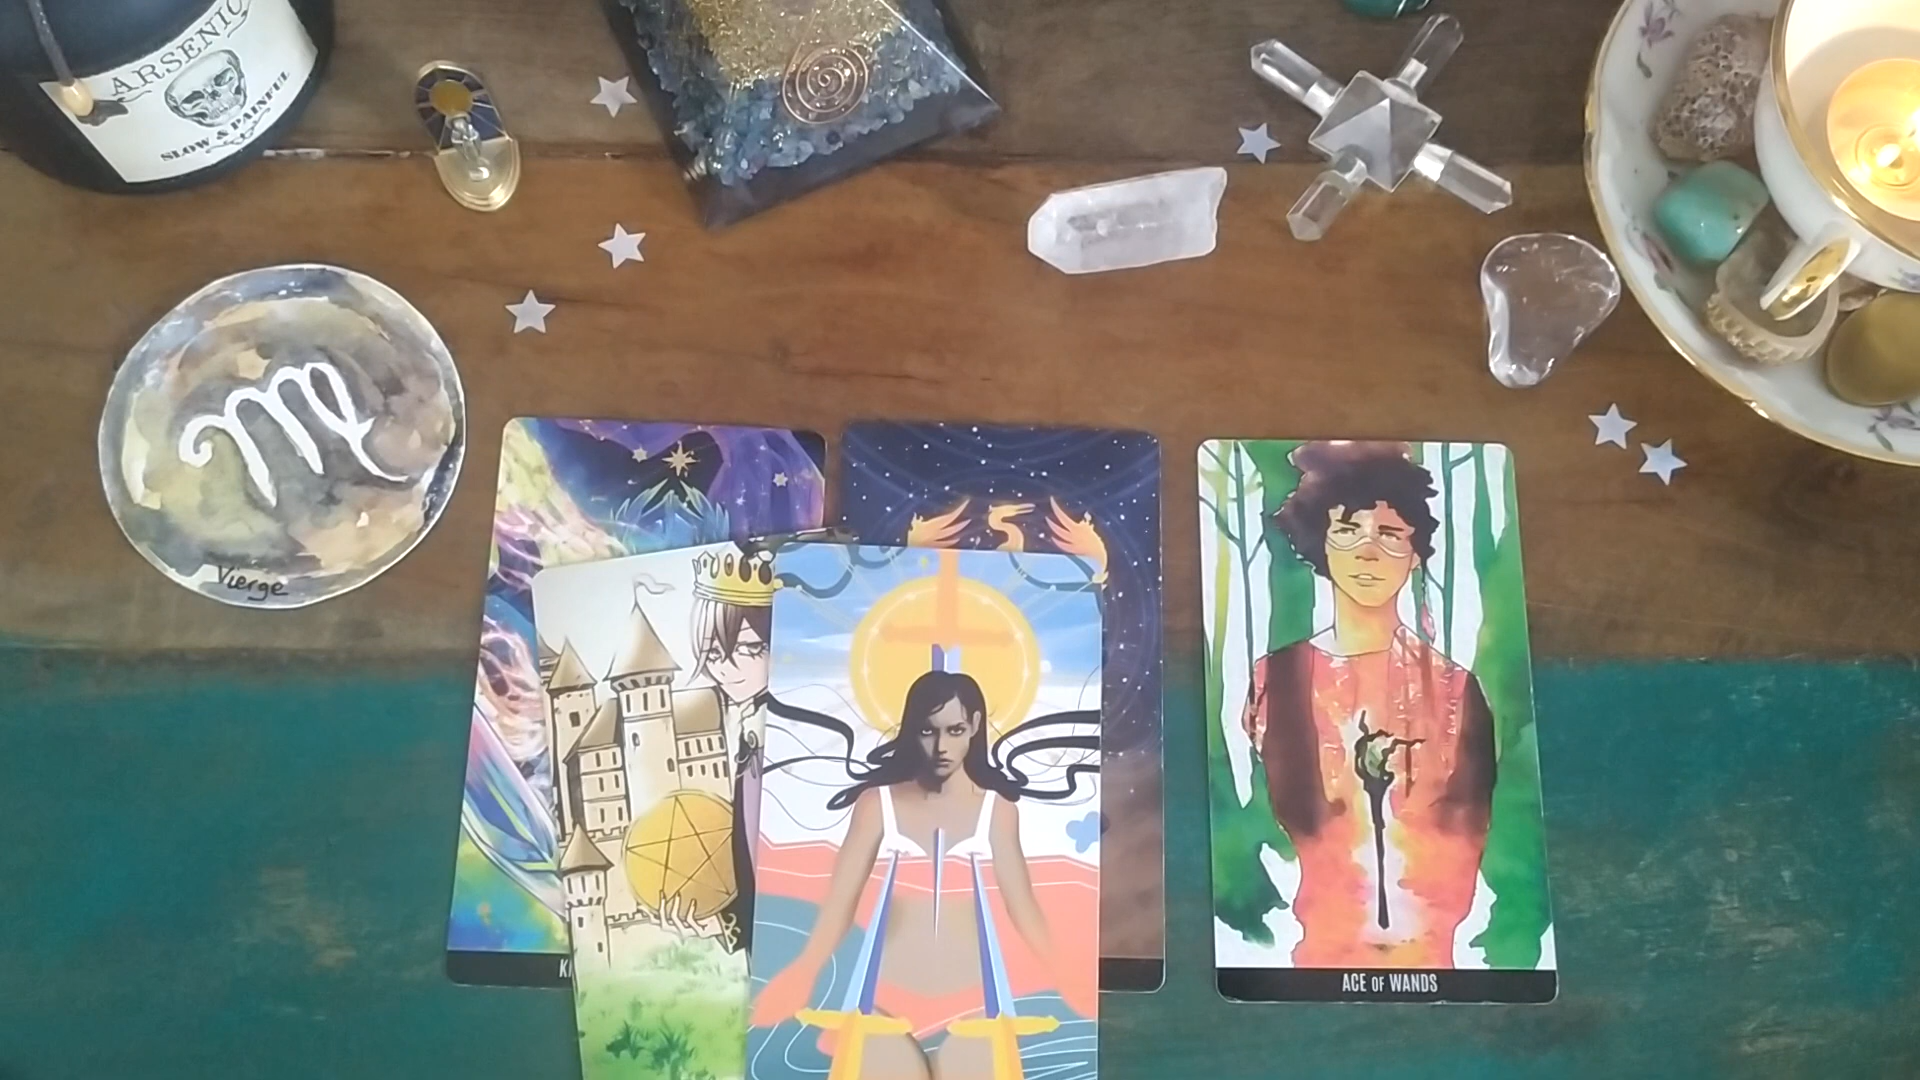 ARSENIC
SLOW & PAINFUL
Vierge
K
ACE OF WANDS